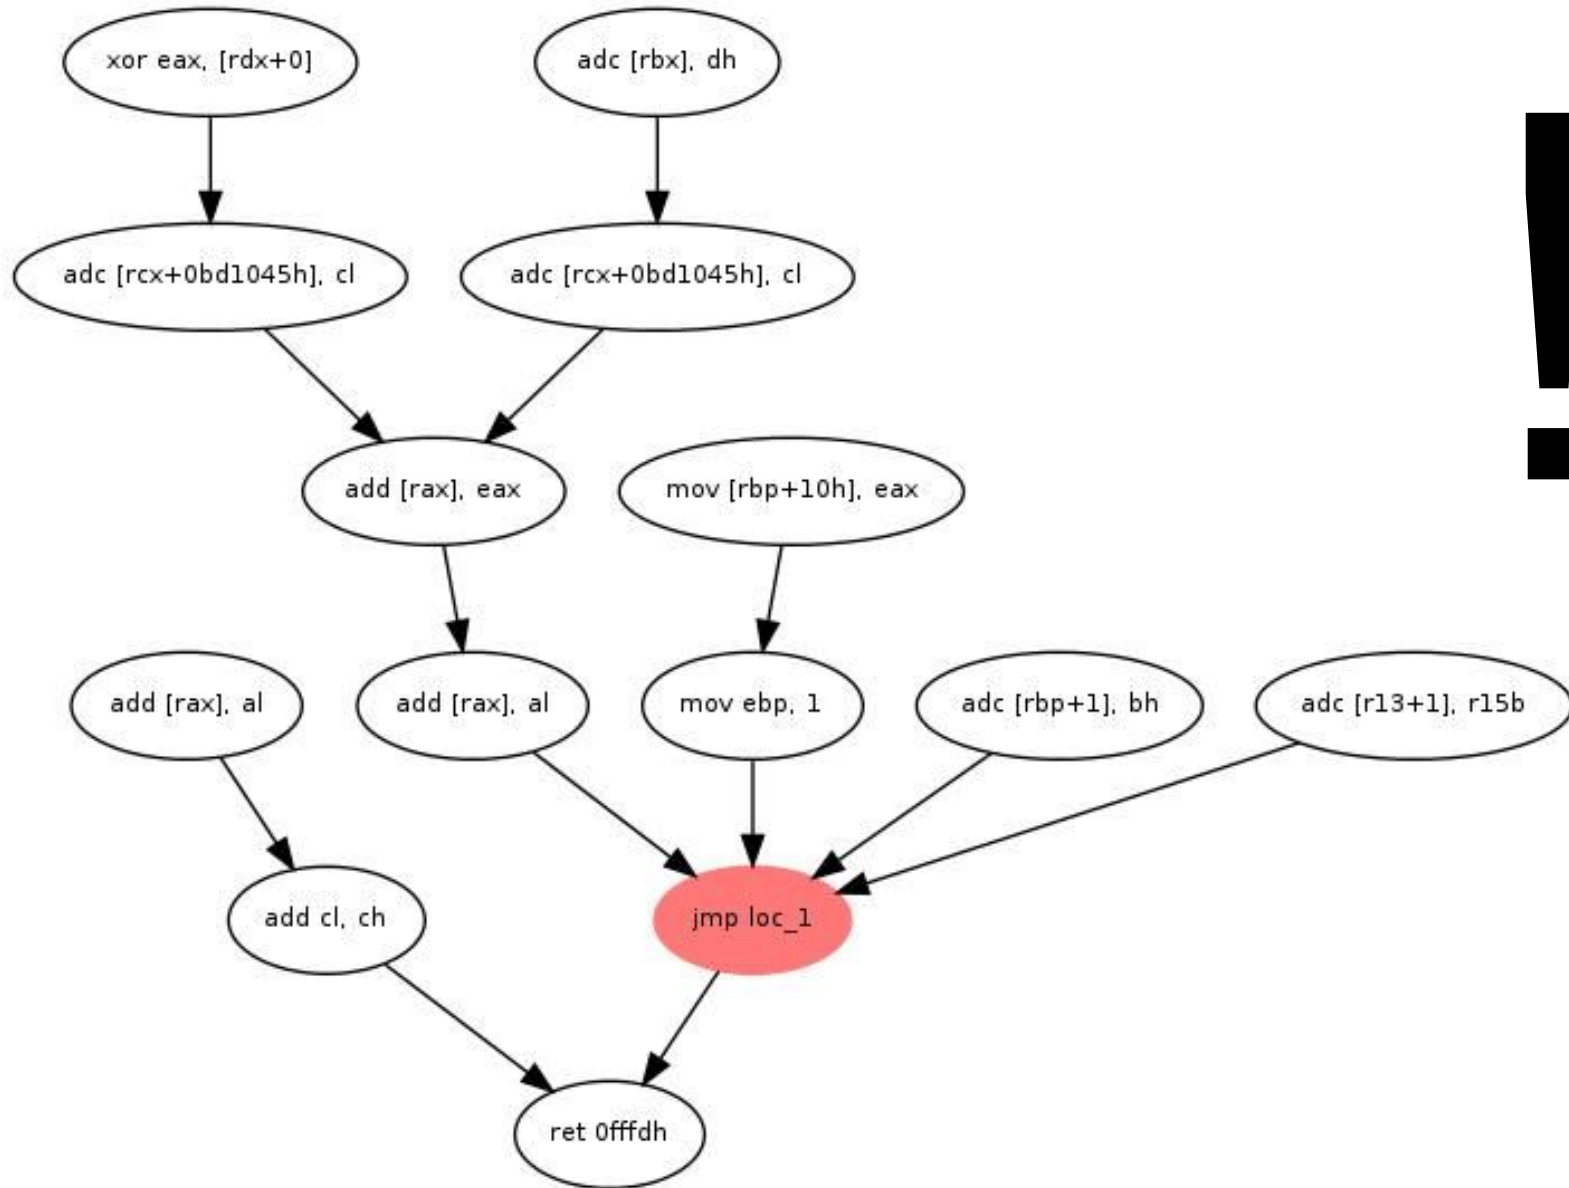 xor eax, [rdx+0]
adc [rbx], dh
adc [rcx+0bd1045h], cl
adc [rcx+0bd1045h], cl
add [rax], eax
mov [rbp+10h], eax
add [rax], al
add [rax], al
mov ebp, 1
adc [rbp+1], bh
adc [r13+1], r15b
add cl, ch
jmp loc_1
ret 0fffdh
!